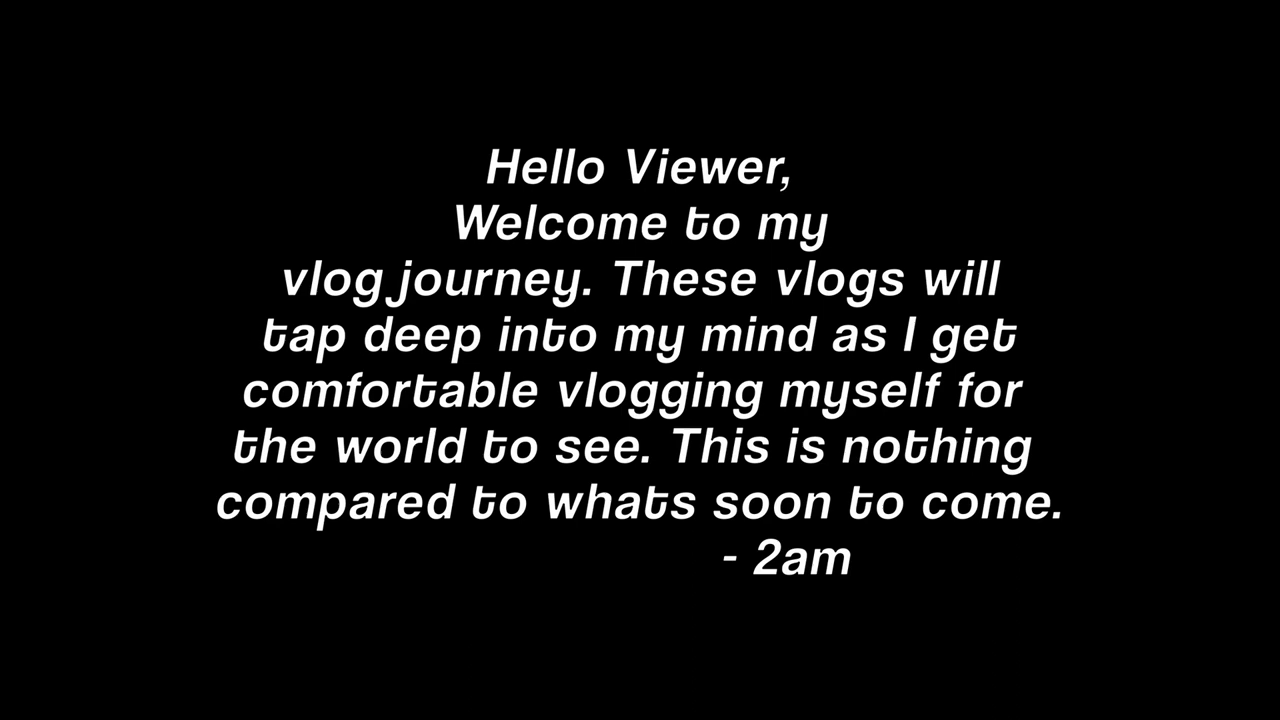 Hello Viewer,
Welcome to my
vlog journey. These vlogs will
tap deep into my mind as I get
comfortable vlogging myself for
the world to see. This is nothing
compared to whats soon to come.
- 2am